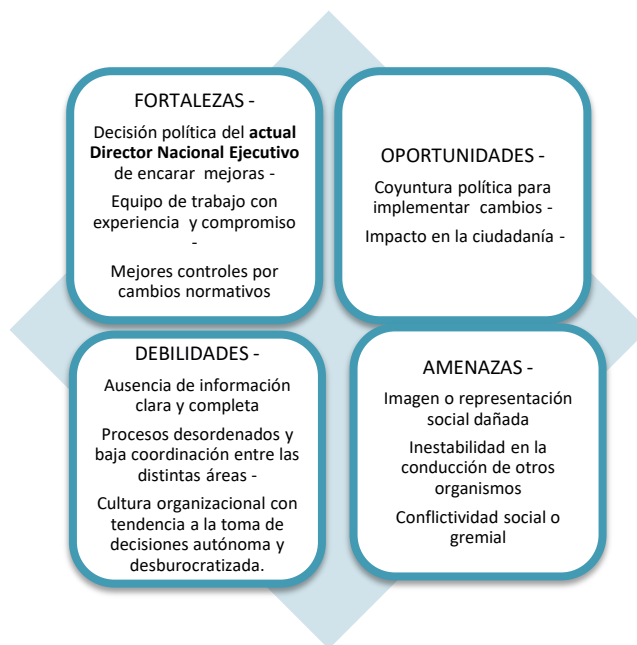 FORTALEZAS -
Decisión política del actual
Director Nacional Ejecutivo
de encarar mejoras -
Equipo de trabajo con
experiencia y compromiso
-
Mejores controles por
cambios normativos
OPORTUNIDADES -
Coyuntura política para
implementar cambios -
Impacto en la ciudadanía -
DEBILIDADES -
Ausencia de información
clara y completa
Procesos desordenados y
baja coordinación entre las
distintas áreas -
Cultura organizacional con
tendencia a la toma de
decisiones autónoma y
desburocratizada.
AMENAZAS -
Imagen o representación
social dañada
Inestabilidad en la
conducción de otros
organismos
Conflictividad social o
gremial